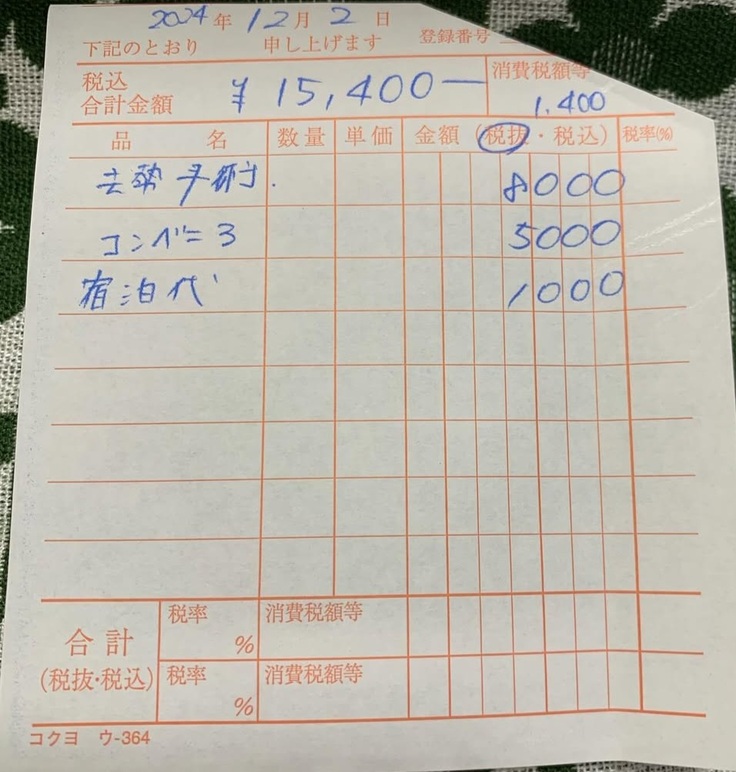 2024年12月2日
下記のとおり 申し上げます 登録番号
税込合計金額 ¥15,400ー 消費税額等 1,400
品名 数量 単価 金額（税抜・税込） 税率(%)
去勢手術 8000
コンベニ3 5000
宿泊代 1000
合計 税率 % 消費税額等
(税抜・税込) 税率 % 消費税額等
コクヨ ウ-364